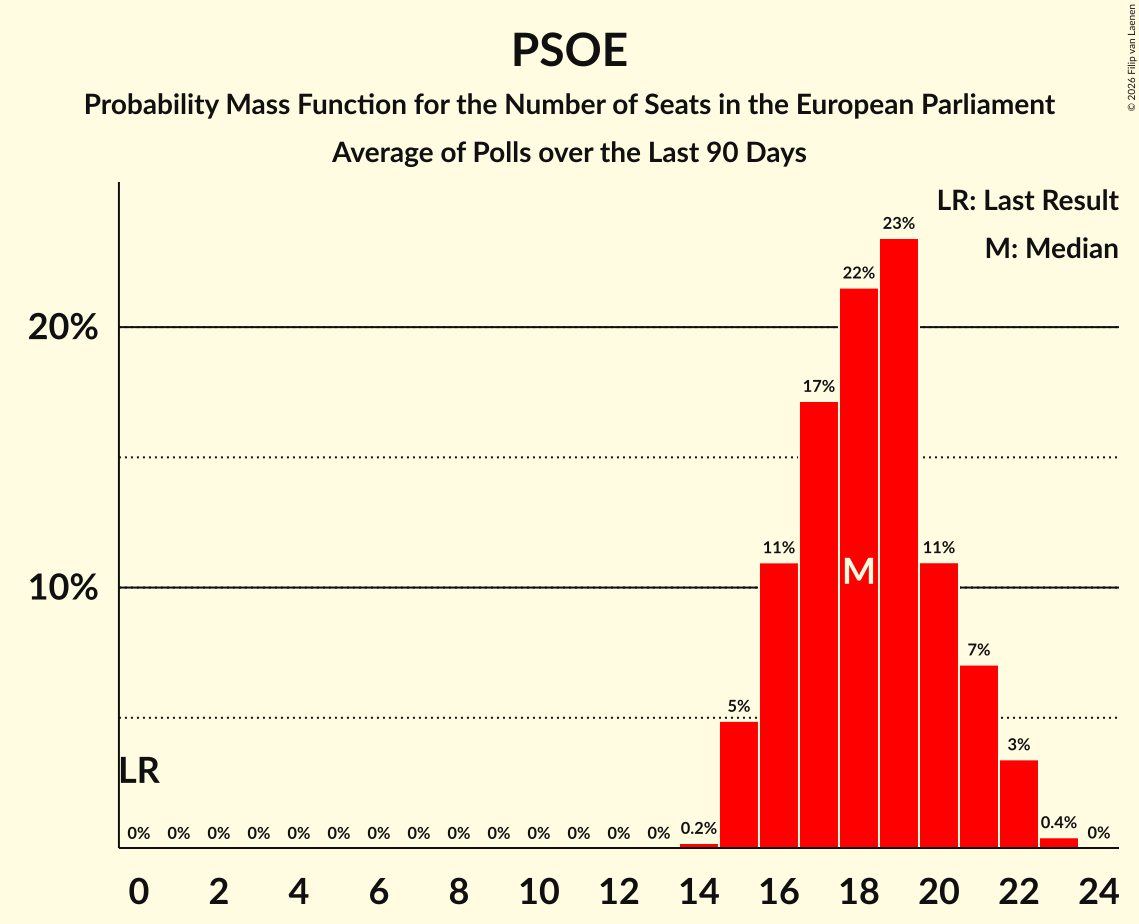 PSOE
Probability Mass Function for the Number of Seats in the European Parliament
Average of Polls over the Last 90 Days
© 2026 Filip van Laenen
LR: Last Result
M: Median
20%
10%
LR
M
0% 0% 0% 0% 0% 0% 0% 0% 0% 0% 0% 0% 0% 0% 0.2% 5% 11% 17% 22% 23% 11% 7% 3% 0.4% 0%
0 2 4 6 8 10 12 14 16 18 20 22 24